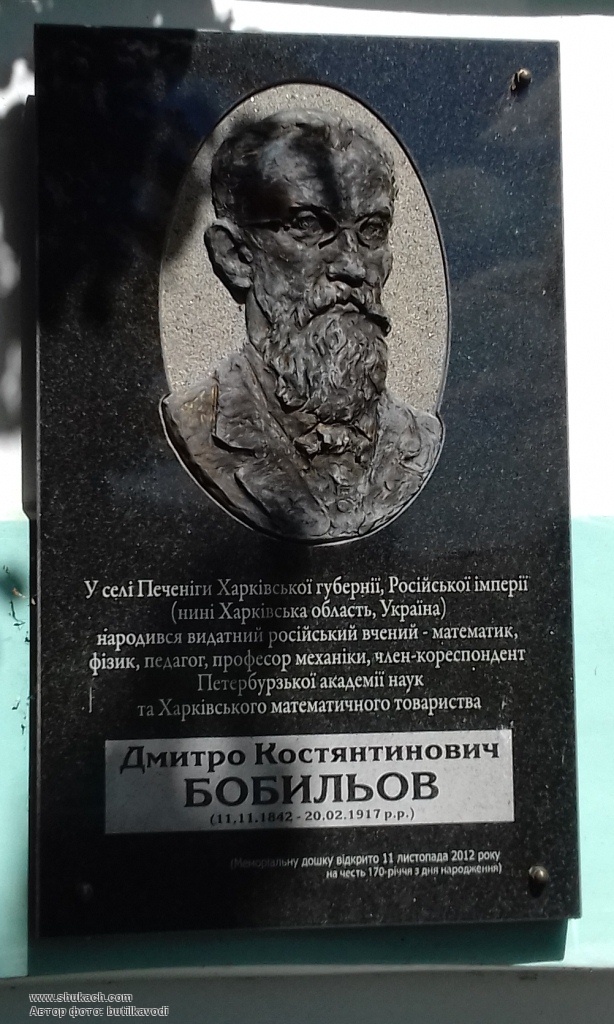 У селі Печеніги Харківської губернії, Російської імперії
(нині Харківська область, Україна)
народився видатний російський вчений - математик,
фізик, педагог, професор механіки, член-кореспондент
Петербурзької академії наук
та Харківського математичного товариства
Дмитро Костянтинович
БОБИЛЬОВ
(11.11.1842 - 20.02.1917 р.р.)
(Меморіальну дошку відкрито 11 листопада 2012 року
на честь 170-річчя з дня народження)
www.shukach.com
Автор фото: butilkavodi